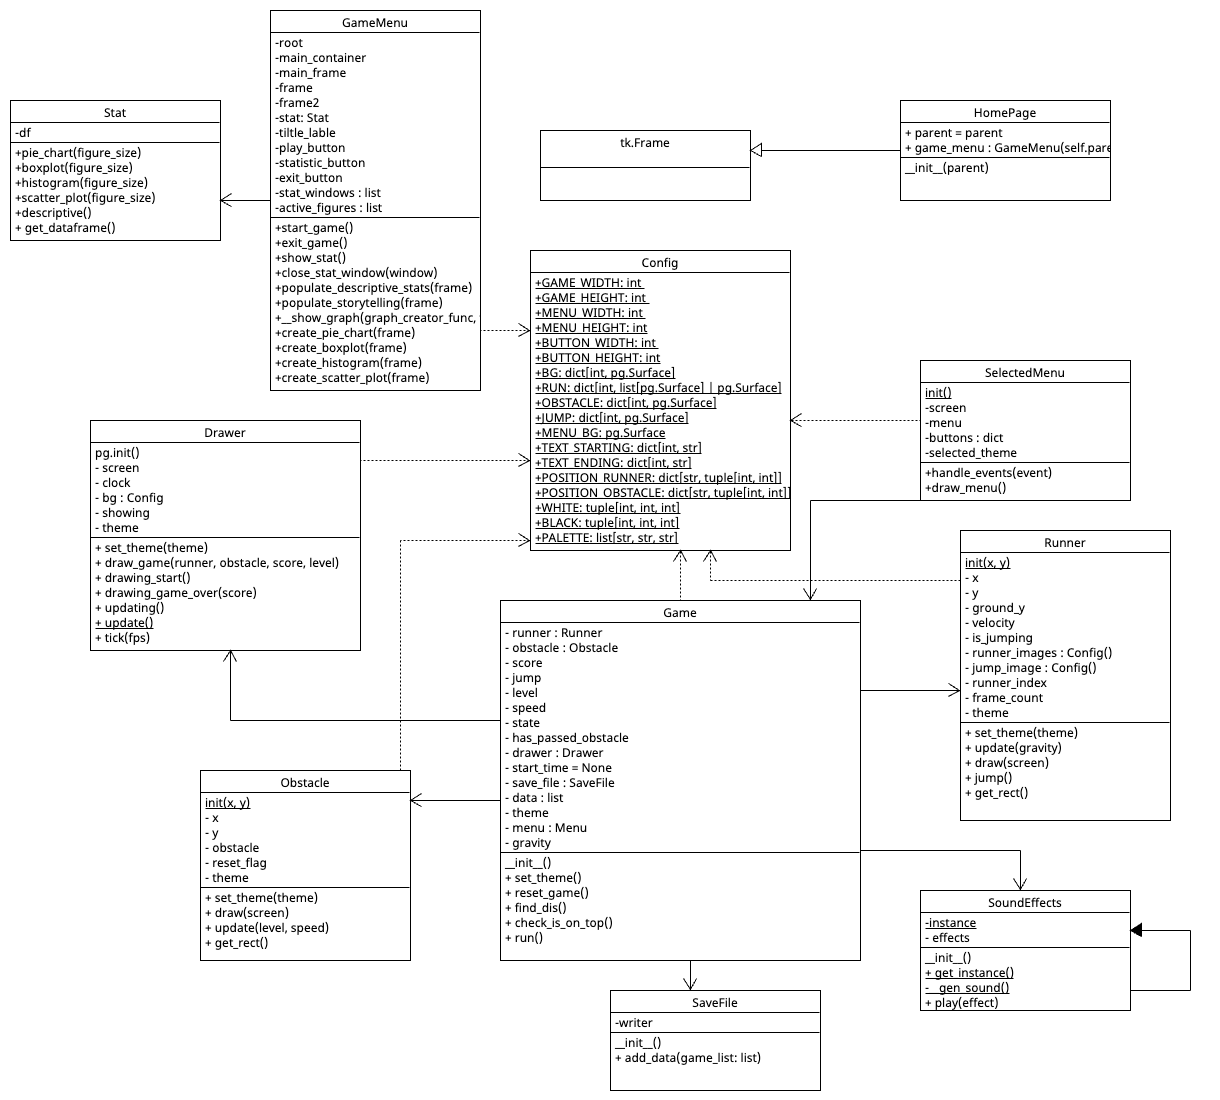 GameMenu
-root
-main_container
-main_frame
-frame
-frame2
-stat: Stat
-tiltle_lable
-play_button
-statistic_button
-exit_button
-stat_windows : list
-active_figures : list
+start_game()
+exit_game()
+show_stat()
+close_stat_window(window)
+populate_descriptive_stats(frame)
+populate_storytelling(frame)
+__show_graph(graph_creator_func,
+create_pie_chart(frame)
+create_boxplot(frame)
+create_histogram(frame)
+create_scatter_plot(frame)
Stat
-df
+pie_chart(figure_size)
+boxplot(figure_size)
+histogram(figure_size)
+scatter_plot(figure_size)
+descriptive()
+ get_dataframe()
tk.Frame
HomePage
+ parent = parent
+ game_menu : GameMenu(self.pare
__init__(parent)
Config
+GAME_WIDTH: int
+GAME_HEIGHT: int
+MENU_WIDTH: int
+MENU_HEIGHT: int
+BUTTON_WIDTH: int
+BUTTON_HEIGHT: int
+BG: dict[int, pg.Surface]
+RUN: dict[int, list[pg.Surface] | pg.Surface]
+OBSTACLE: dict[int, pg.Surface]
+JUMP: dict[int, pg.Surface]
+MENU_BG: pg.Surface
+TEXT_STARTING: dict[int, str]
+TEXT_ENDING: dict[int, str]
+POSITION_RUNNER: dict[str, tuple[int, int]]
+POSITION_OBSTACLE: dict[str, tuple[int, int]]
+WHITE: tuple[int, int, int]
+BLACK: tuple[int, int, int]
+PALETTE: list[str, str, str]
SelectedMenu
init()
-screen
-menu
-buttons : dict
-selected_theme
+handle_events(event)
+draw_menu()
Drawer
pg.init()
- screen
- clock
- bg : Config
- showing
- theme
+ set_theme(theme)
+ draw_game(runner, obstacle, score, level)
+ drawing_start()
+ drawing_game_over(score)
+ updating()
+ update()
+ tick(fps)
Runner
init(x, y)
- x
- y
- ground_y
- velocity
- is_jumping
- runner_images : Config()
- jump_image : Config()
- runner_index
- frame_count
- theme
+ set_theme(theme)
+ update(gravity)
+ draw(screen)
+ jump()
+ get_rect()
Game
- runner : Runner
- obstacle : Obstacle
- score
- jump
- level
- speed
- state
- has_passed_obstacle
- drawer : Drawer
- start_time = None
- save_file : SaveFile
- data : list
- theme
- menu : Menu
- gravity
__init__()
+ set_theme()
+ reset_game()
+ find_dis()
+ check_is_on_top()
+ run()
Obstacle
init(x, y)
- x
- y
- obstacle
- reset_flag
- theme
+ set_theme(theme)
+ draw(screen)
+ update(level, speed)
+ get_rect()
SoundEffects
-instance
- effects
__init__()
+ get_instance()
- __gen_sound()
+ play(effect)
SaveFile
-writer
__init__()
+ add_data(game_list: list)